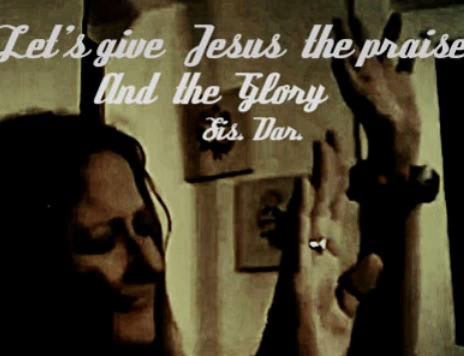 Let's give Jesus the praise
And the Glory
Sis. Dar.